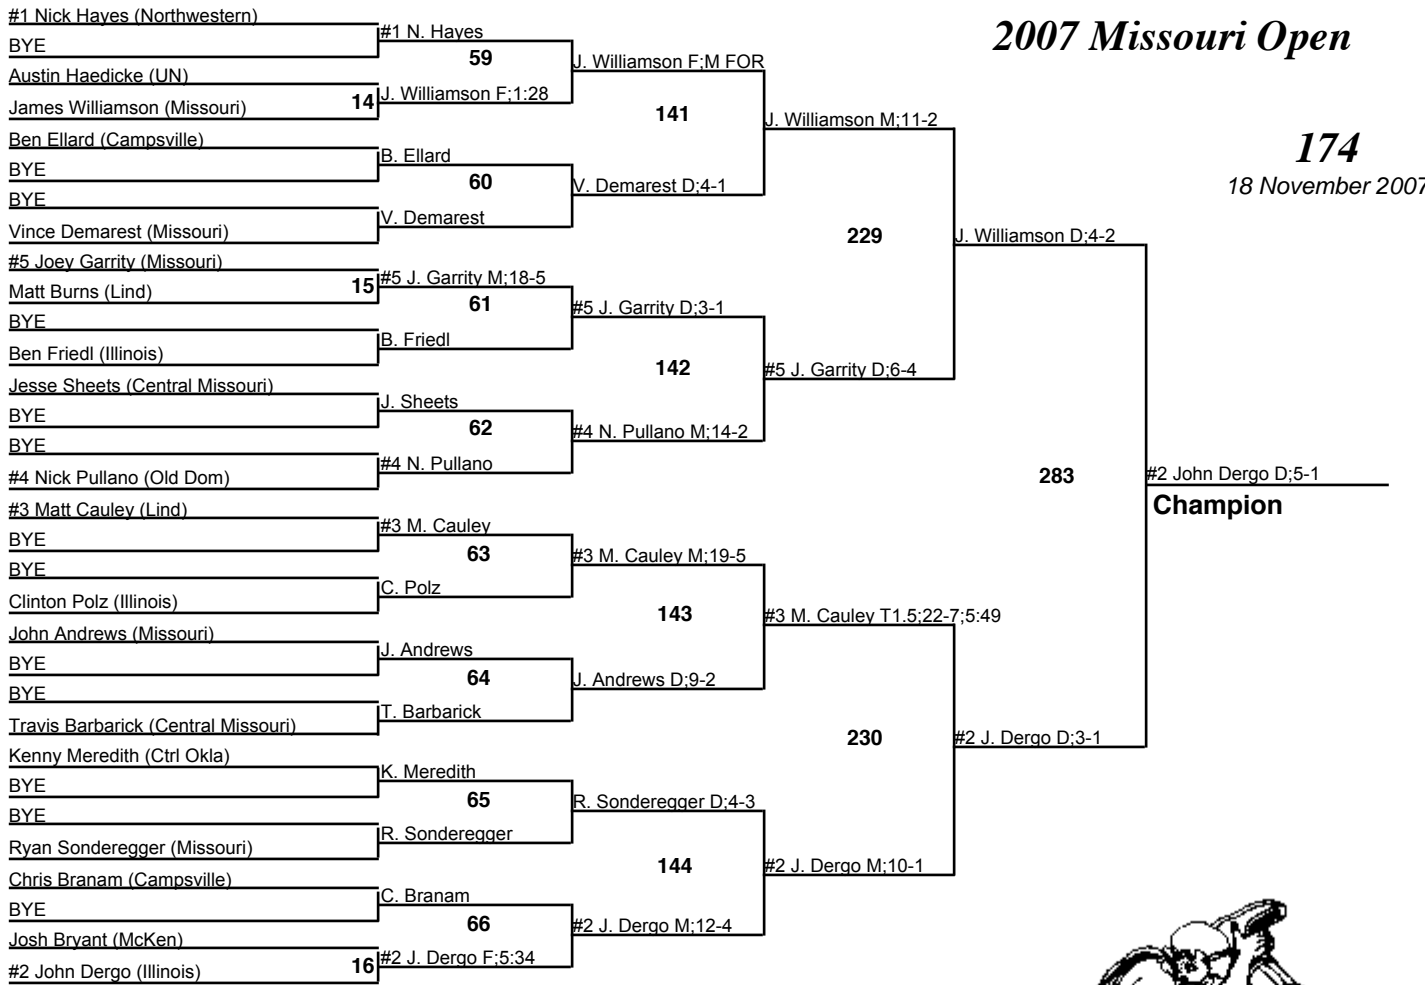 2007 Missouri Open
174
18 November 2007
#1 Nick Hayes (Northwestern)
BYE
Austin Haedicke (UN)
James Williamson (Missouri)
Ben Ellard (Campsville)
BYE
BYE
Vince Demarest (Missouri)
#5 Joey Garrity (Missouri)
Matt Burns (Lind)
BYE
Ben Friedl (Illinois)
Jesse Sheets (Central Missouri)
BYE
BYE
#4 Nick Pullano (Old Dom)
#3 Matt Cauley (Lind)
BYE
BYE
Clinton Polz (Illinois)
John Andrews (Missouri)
BYE
BYE
Travis Barbarick (Central Missouri)
Kenny Meredith (Ctrl Okla)
BYE
BYE
Ryan Sonderegger (Missouri)
Chris Branam (Campsville)
BYE
Josh Bryant (McKen)
#2 John Dergo (Illinois)
14
15
16
#1 N. Hayes
59
J. Williamson F;1:28
B. Ellard
60
V. Demarest
#5 J. Garrity M;18-5
61
B. Friedl
J. Sheets
62
#4 N. Pullano
#3 M. Cauley
63
C. Polz
J. Andrews
64
T. Barbarick
K. Meredith
65
R. Sonderegger
C. Branam
66
#2 J. Dergo F;5:34
J. Williamson F;M FOR
141
V. Demarest D;4-1
#5 J. Garrity D;3-1
142
#4 N. Pullano M;14-2
#3 M. Cauley M;19-5
143
J. Andrews D;9-2
R. Sonderegger D;4-3
144
#2 J. Dergo M;12-4
J. Williamson M;11-2
229
#5 J. Garrity D;6-4
#3 M. Cauley T1.5;22-7;5:49
230
#2 J. Dergo M;10-1
J. Williamson D;4-2
283
#2 J. Dergo D;3-1
#2 John Dergo D;5-1
Champion